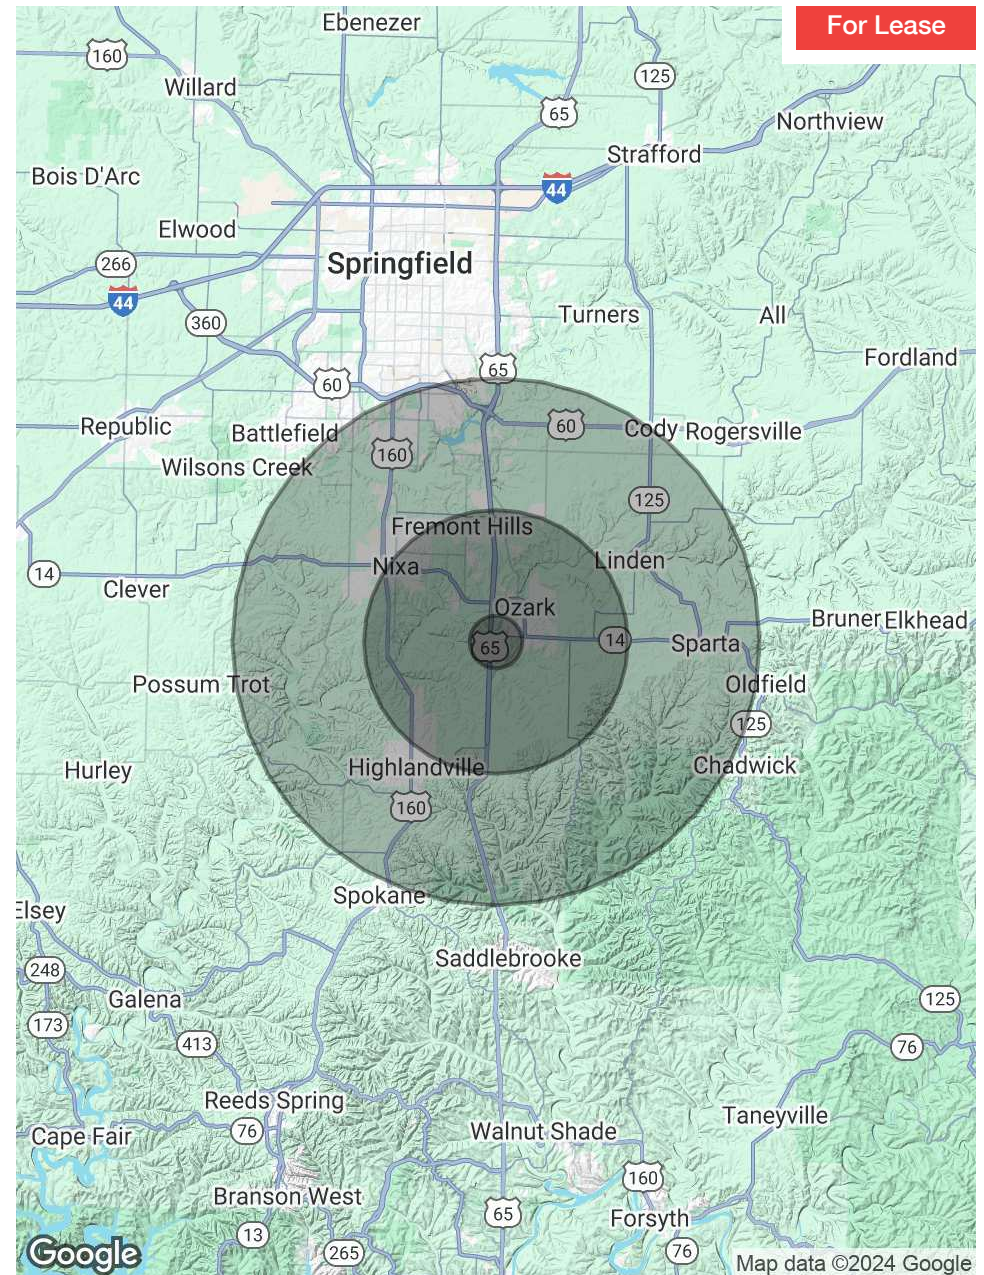 Ebenezer
For Lease
160
125
Willard
65
Northview
Strafford
Bois D'Arc
44
Elwood
Springfield
266
44
Turners
All
360
Fordland
65
60
Republic
Battlefield
60
Cody
Rogersville
160
Wilsons Creek
125
Fremont Hills
Linden
Nixa
14
Clever
Ozark
Bruner
Elkhead
14
Sparta
65
Possum Trot
Oldfield
125
Hurley
Highlandville
Chadwick
160
Spokane
Elsey
Saddlebrooke
248
Galena
125
173
413
76
Reeds Spring
Taneyville
Cape Fair
76
Walnut Shade
160
Branson West
65
Forsyth
13
265
76
Google
Map data ©2024 Google